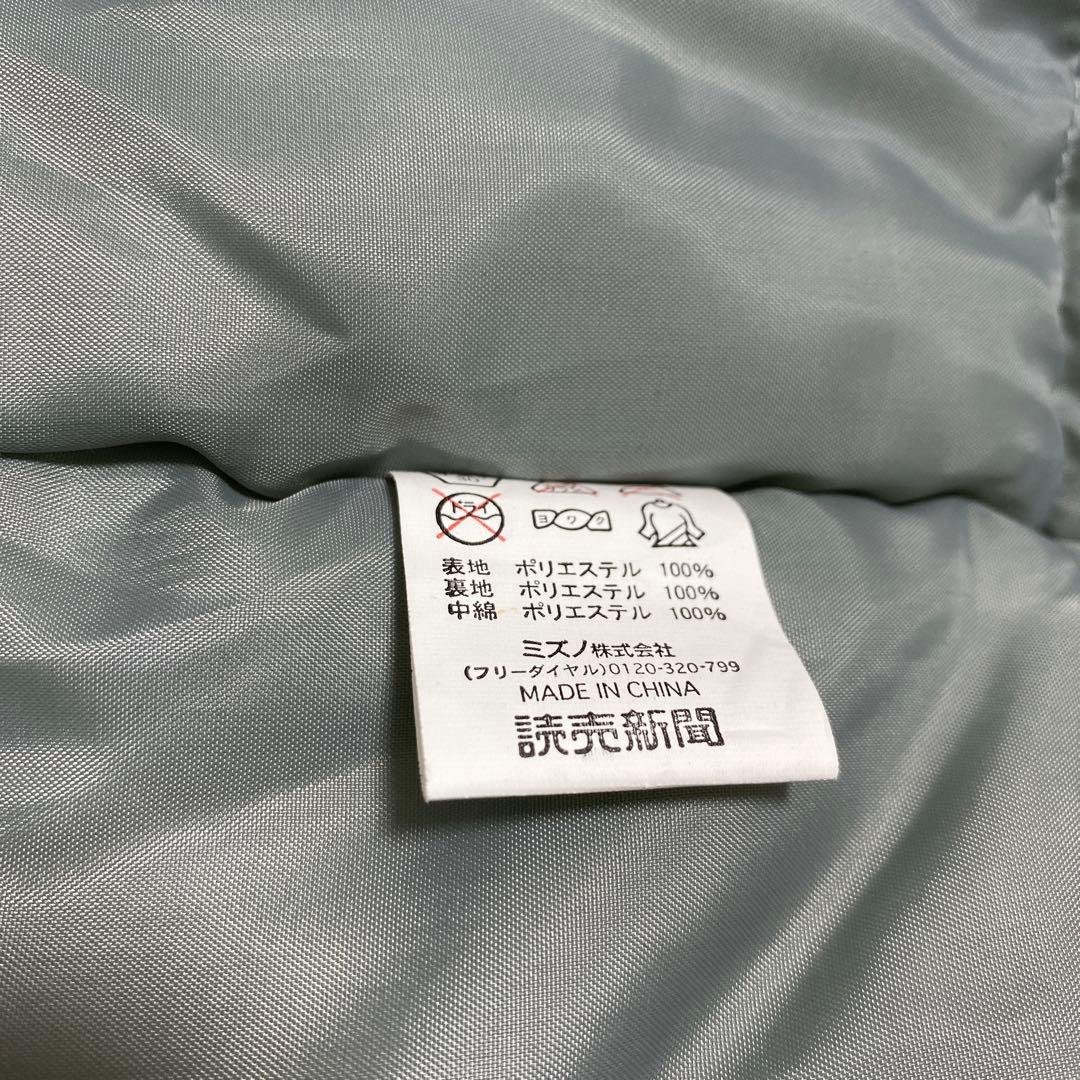 ドライ ヨワク
表地 ポリエステル 100%
裏地 ポリエステル 100%
中綿 ポリエステル 100%
ミズノ株式会社
(フリーダイヤル)0120-320-799
MADE IN CHINA
読売新聞